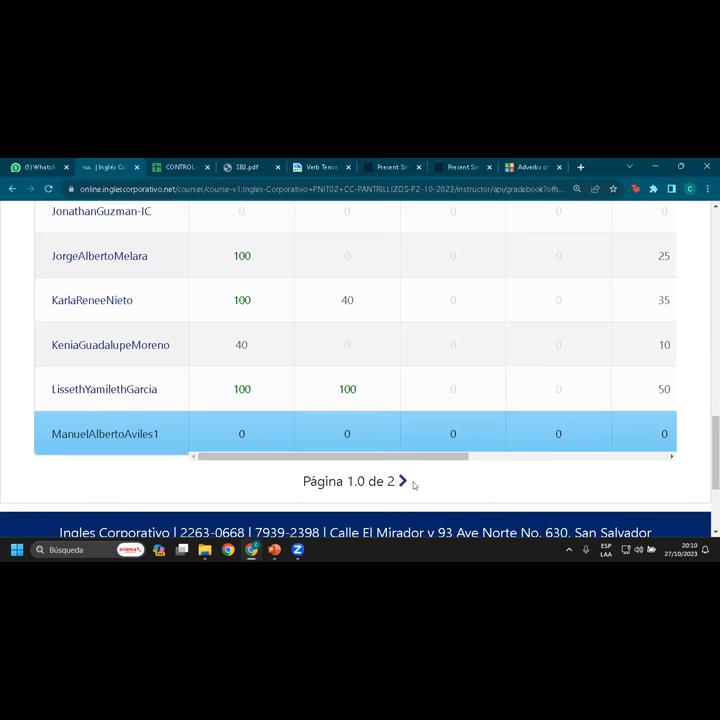 (1) WhatsA
| Inglés Co
CONTROL
SB2.pdf
Verb Tense
Present Sim
Present Sim
Adverbs of
online.inglescorporativo.net/courses/course-v1:Ingles-Corporativo+PNIT02+CC-PANTRILLIZOS-P2-10-2023/instructor/api/gradebook?offs...
JonathanGuzman-IC 0 0 0 0 0
JorgeAlbertoMelara 100 0 0 0 25
KarlaReneeNieto 100 40 0 0 35
KeniaGuadalupeMoreno 40 0 0 0 10
LissethYamilethGarcia 100 100 0 0 50
ManuelAlbertoAviles1 0 0 0 0 0
Página 1.0 de 2
Ingles Corporativo | 2263-0668 | 7939-2398 | Calle El Mirador y 93 Ave Norte No. 630, San Salvador
Búsqueda
avianca
ESP
LAA
20:10
27/10/2023